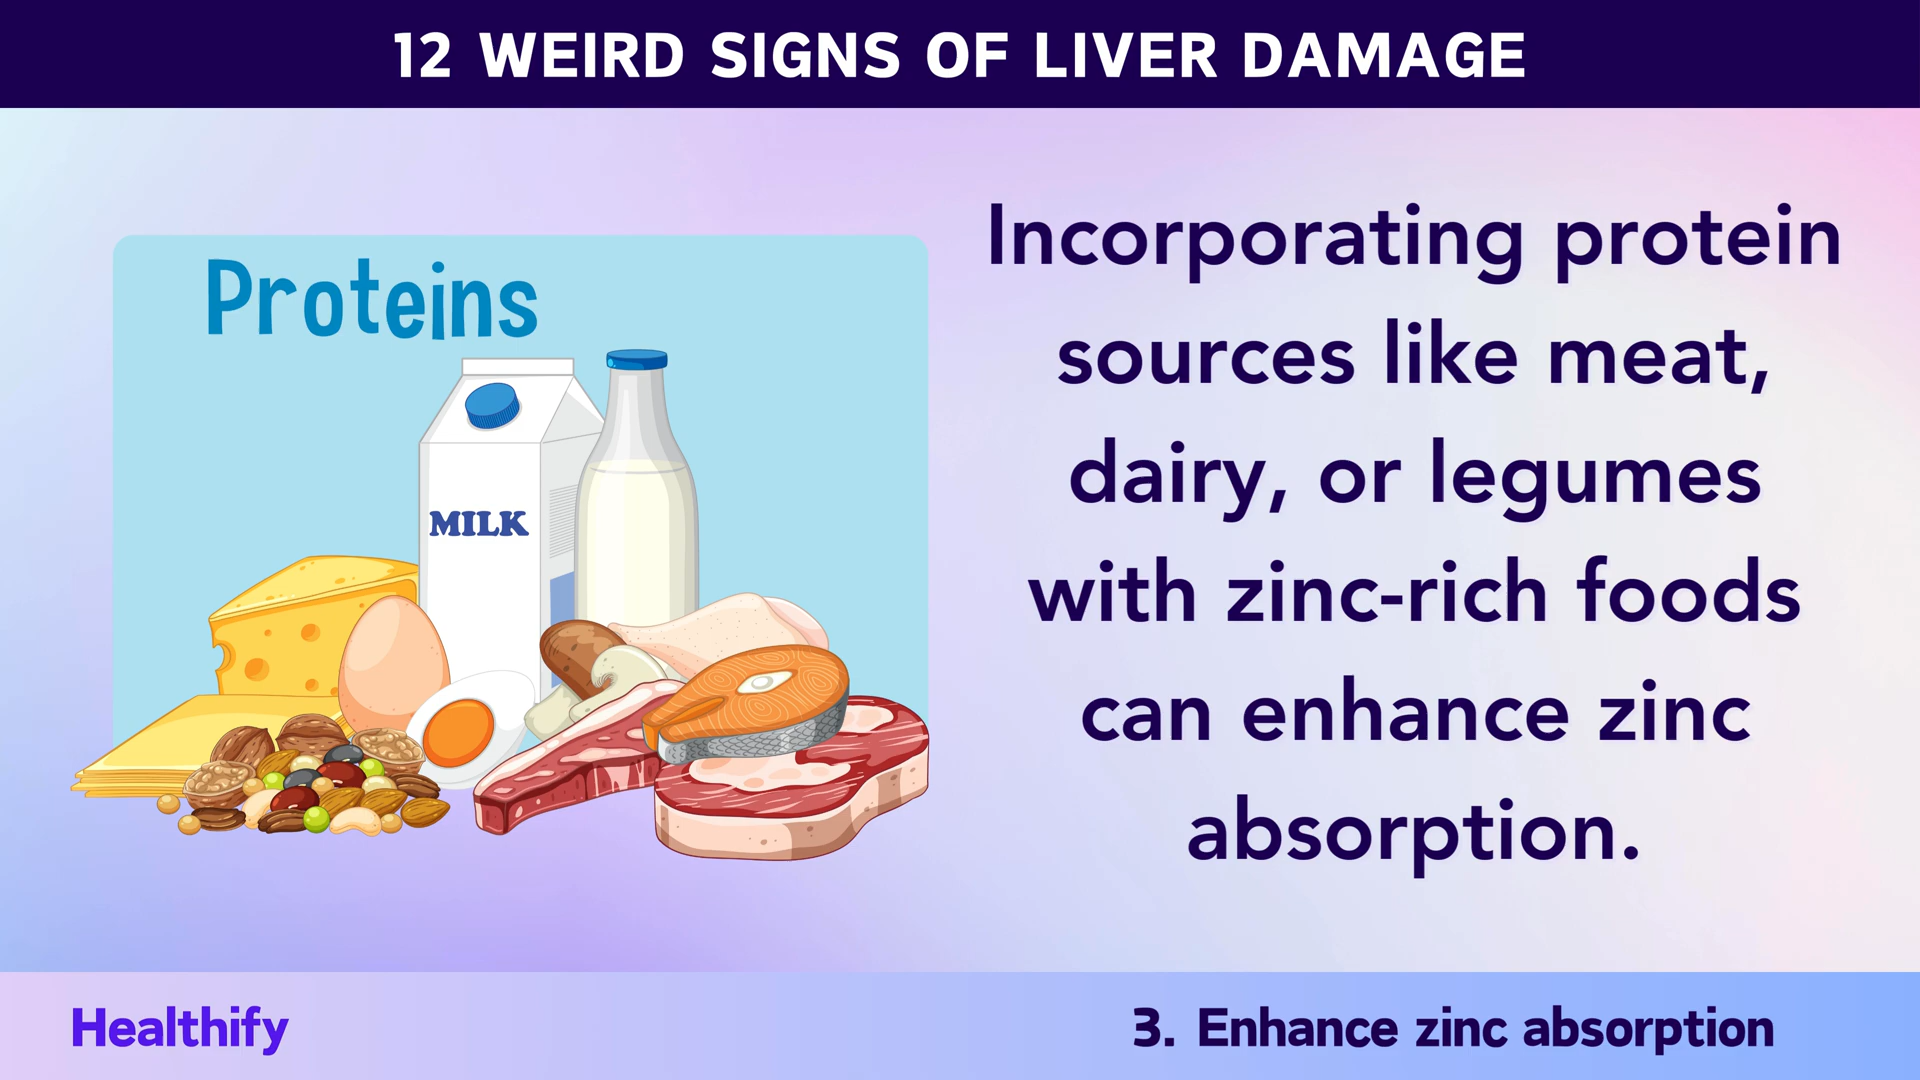 12 WEIRD SIGNS OF LIVER DAMAGE
Proteins
MILK
Incorporating protein
sources like meat,
dairy, or legumes
with zinc-rich foods
can enhance zinc
absorption.
Healthify
3. Enhance zinc absorption